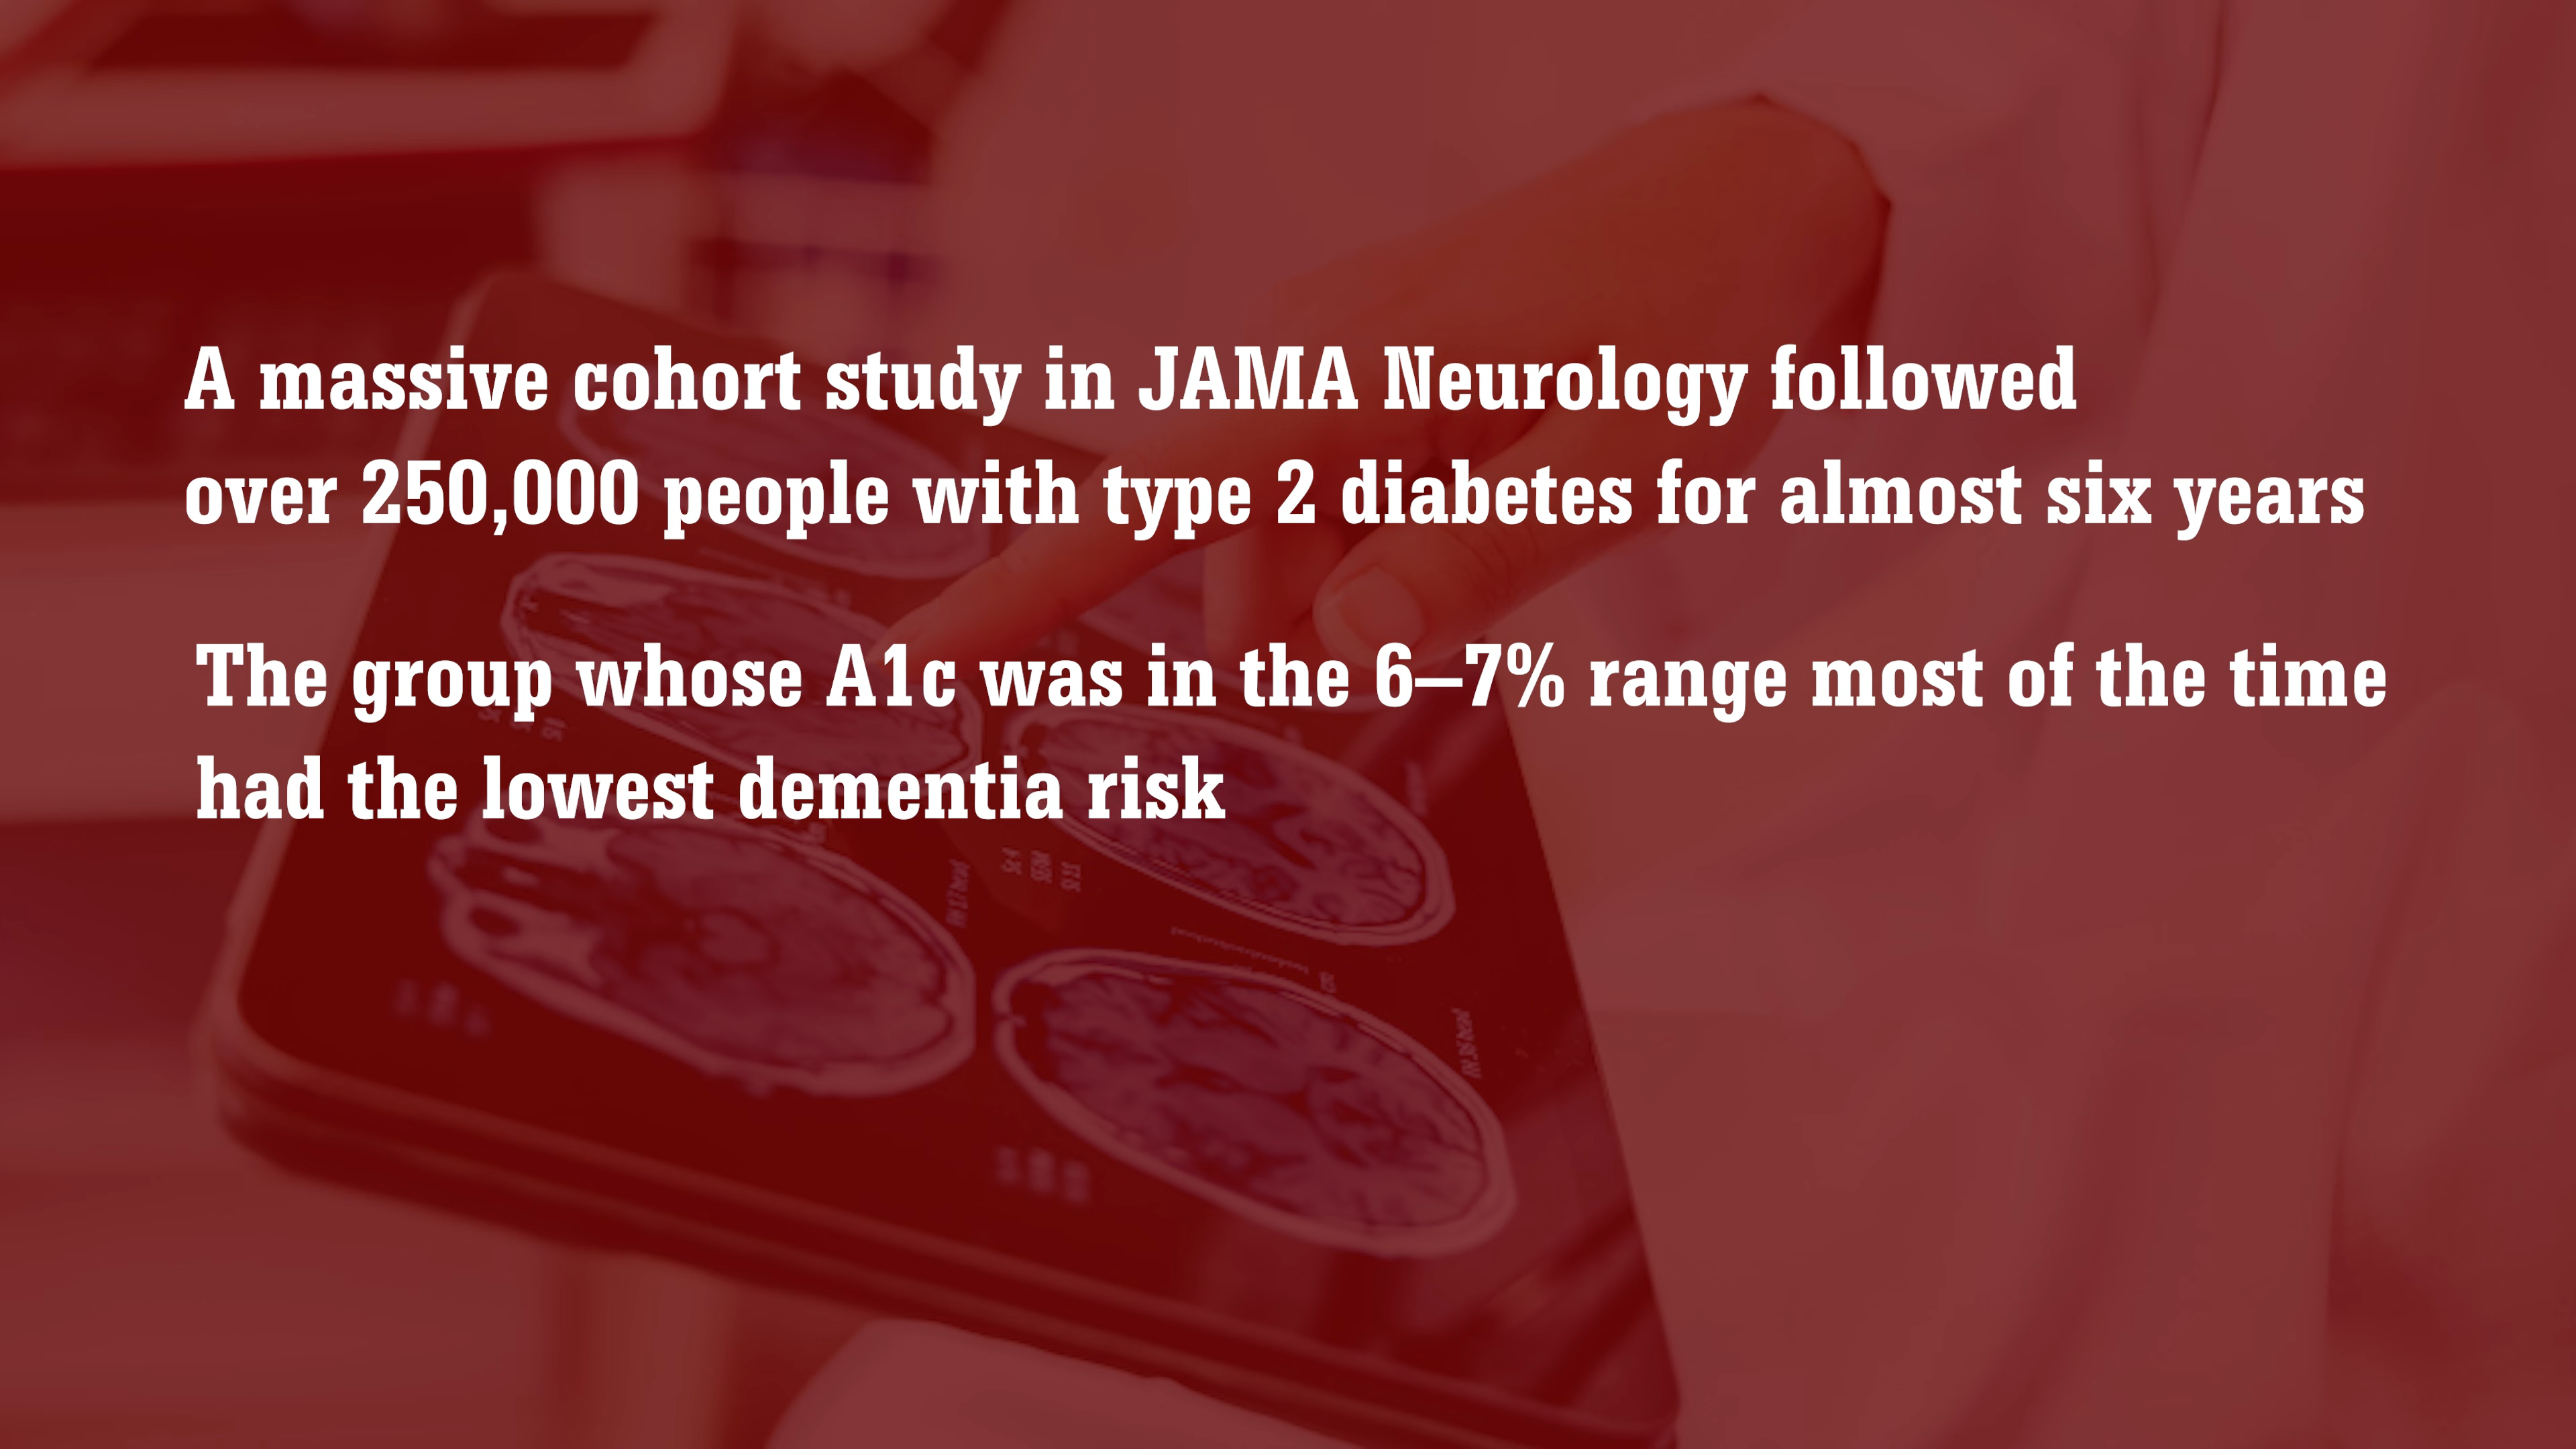 A massive cohort study in JAMA Neurology followed
over 250,000 people with type 2 diabetes for almost six years
The group whose A1c was in the 6–7% range most of the time
had the lowest dementia risk